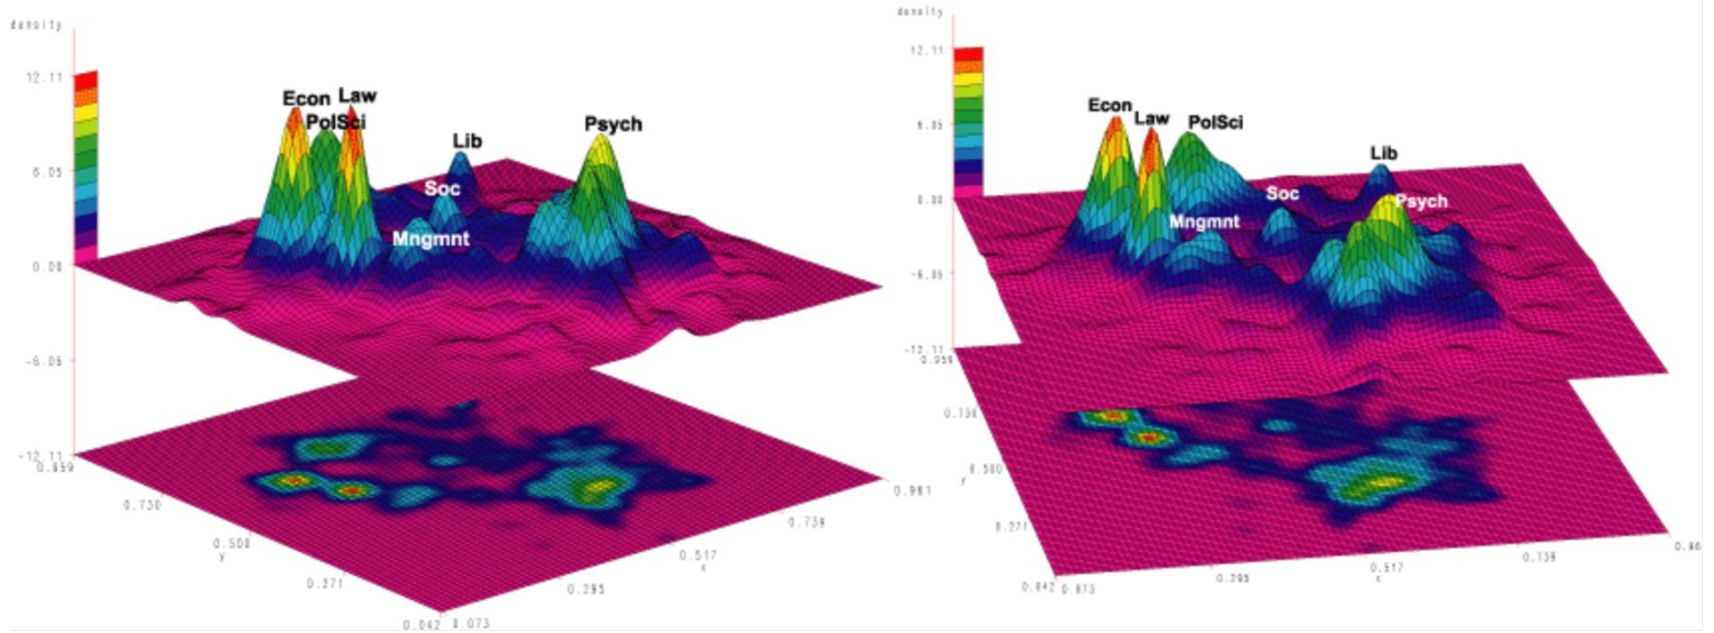 density
12.11
6.05
0.00
-6.05
-12.11
0.959
0.730
0.500
y
0.271
0.042
0.073
0.295
0.517
x
0.739
0.961
Econ
Law
PolSci
Lib
Psych
Soc
Mngmnt
density
12.11
6.05
0.00
-6.05
-12.11
0.959
0.730
0.500
y
0.271
0.042
0.073
0.295
0.517
x
0.739
0.96
Econ
Law
PolSci
Lib
Soc
Psych
Mngmnt